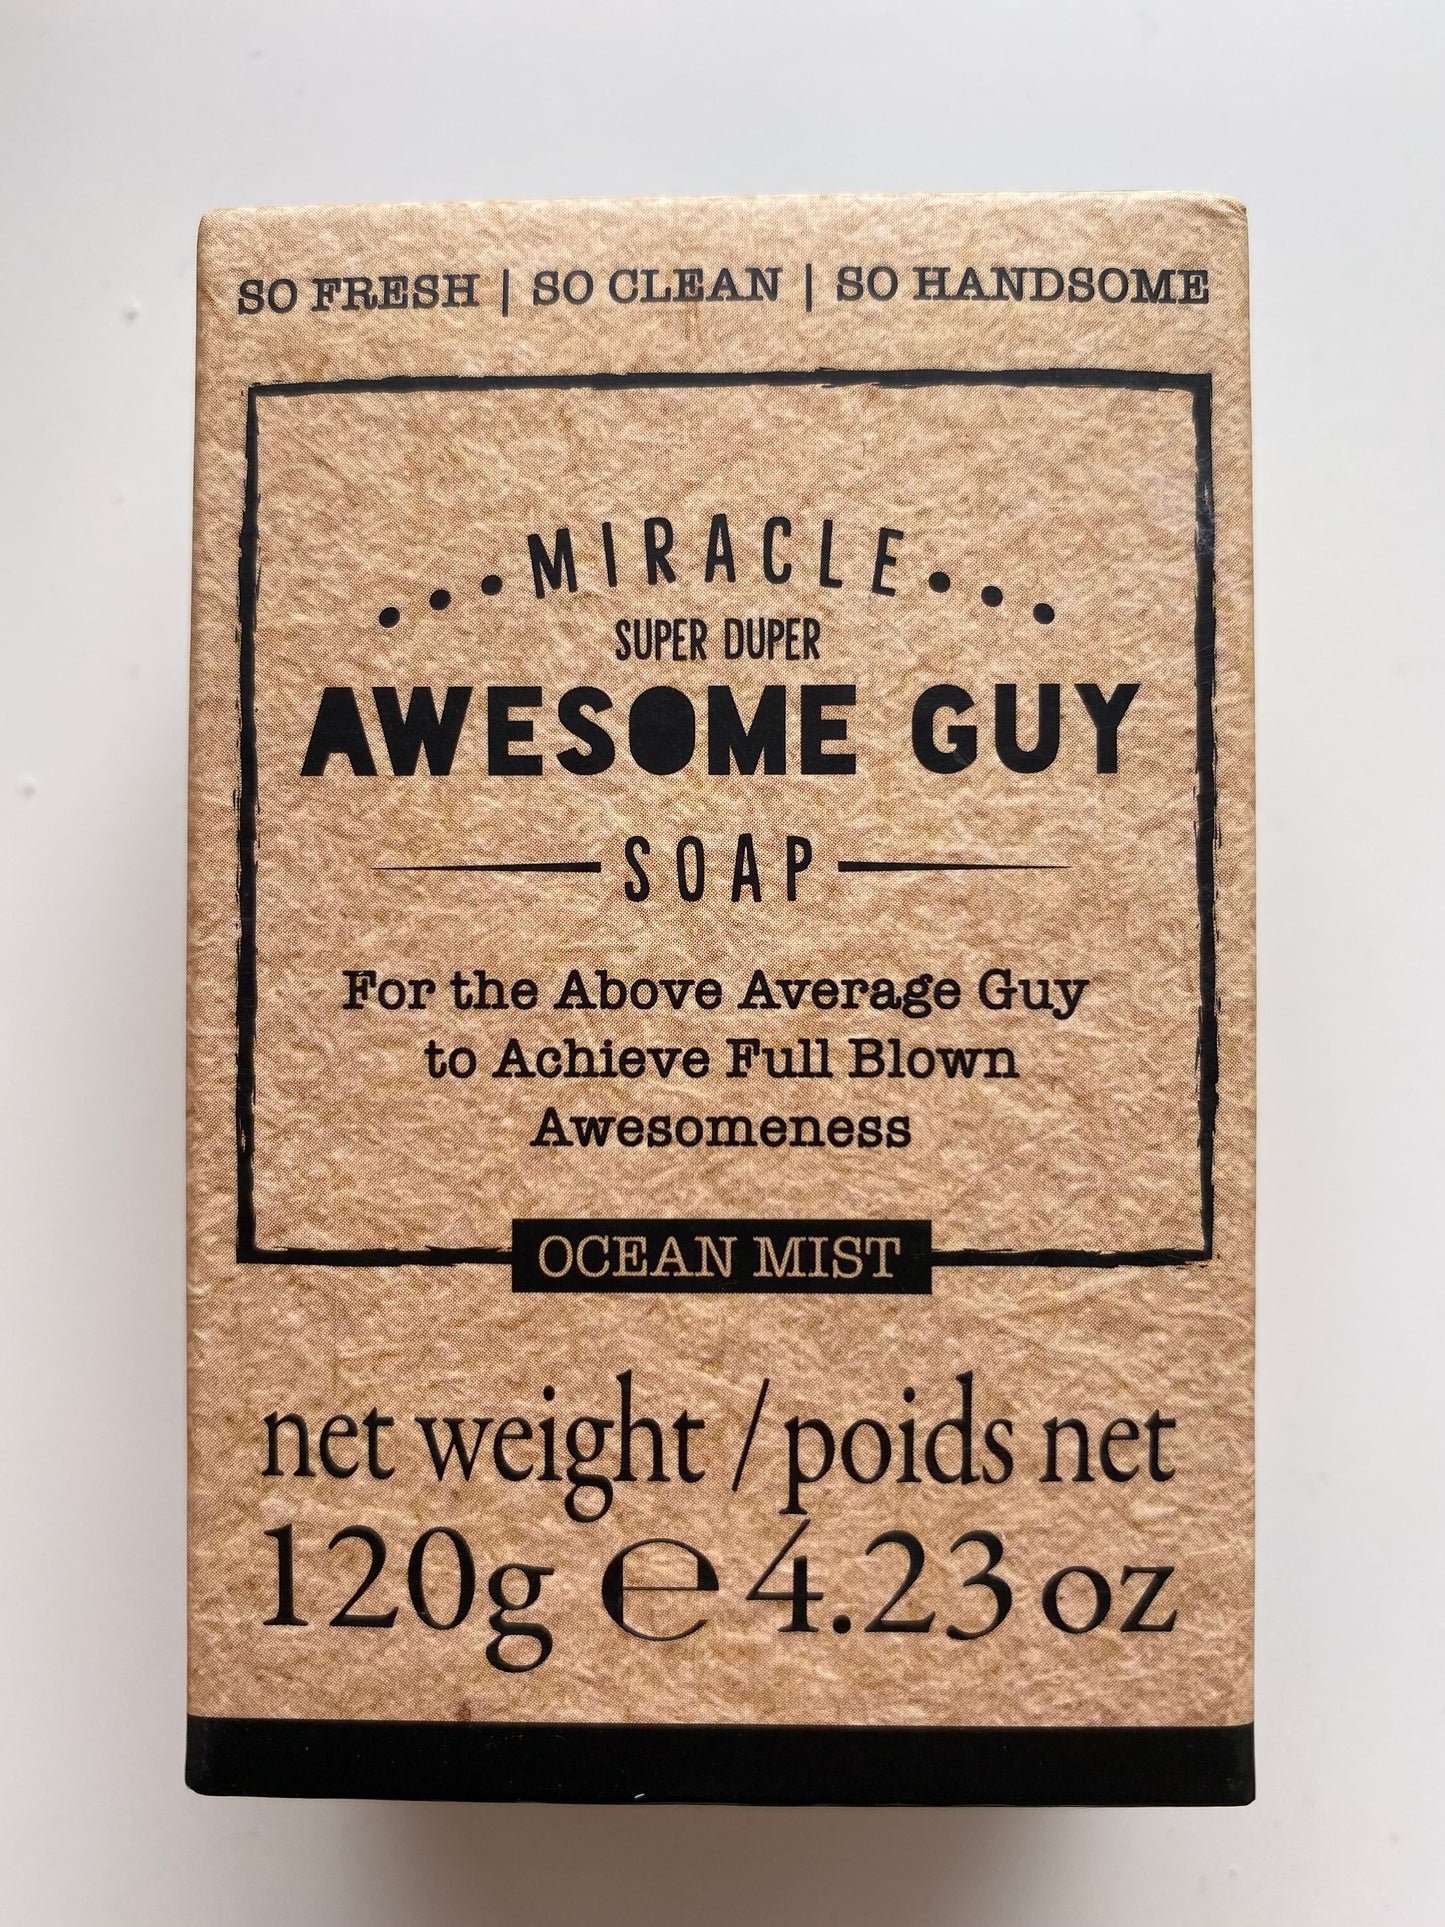 SO FRESH | SO CLEAN | SO HANDSOME
...MIRACLE...
SUPER DUPER
AWESOME GUY
SOAP
For the Above Average Guy
to Achieve Full Blown
Awesomeness
OCEAN MIST
net weight / poids net
120g ℮ 4.23 oz